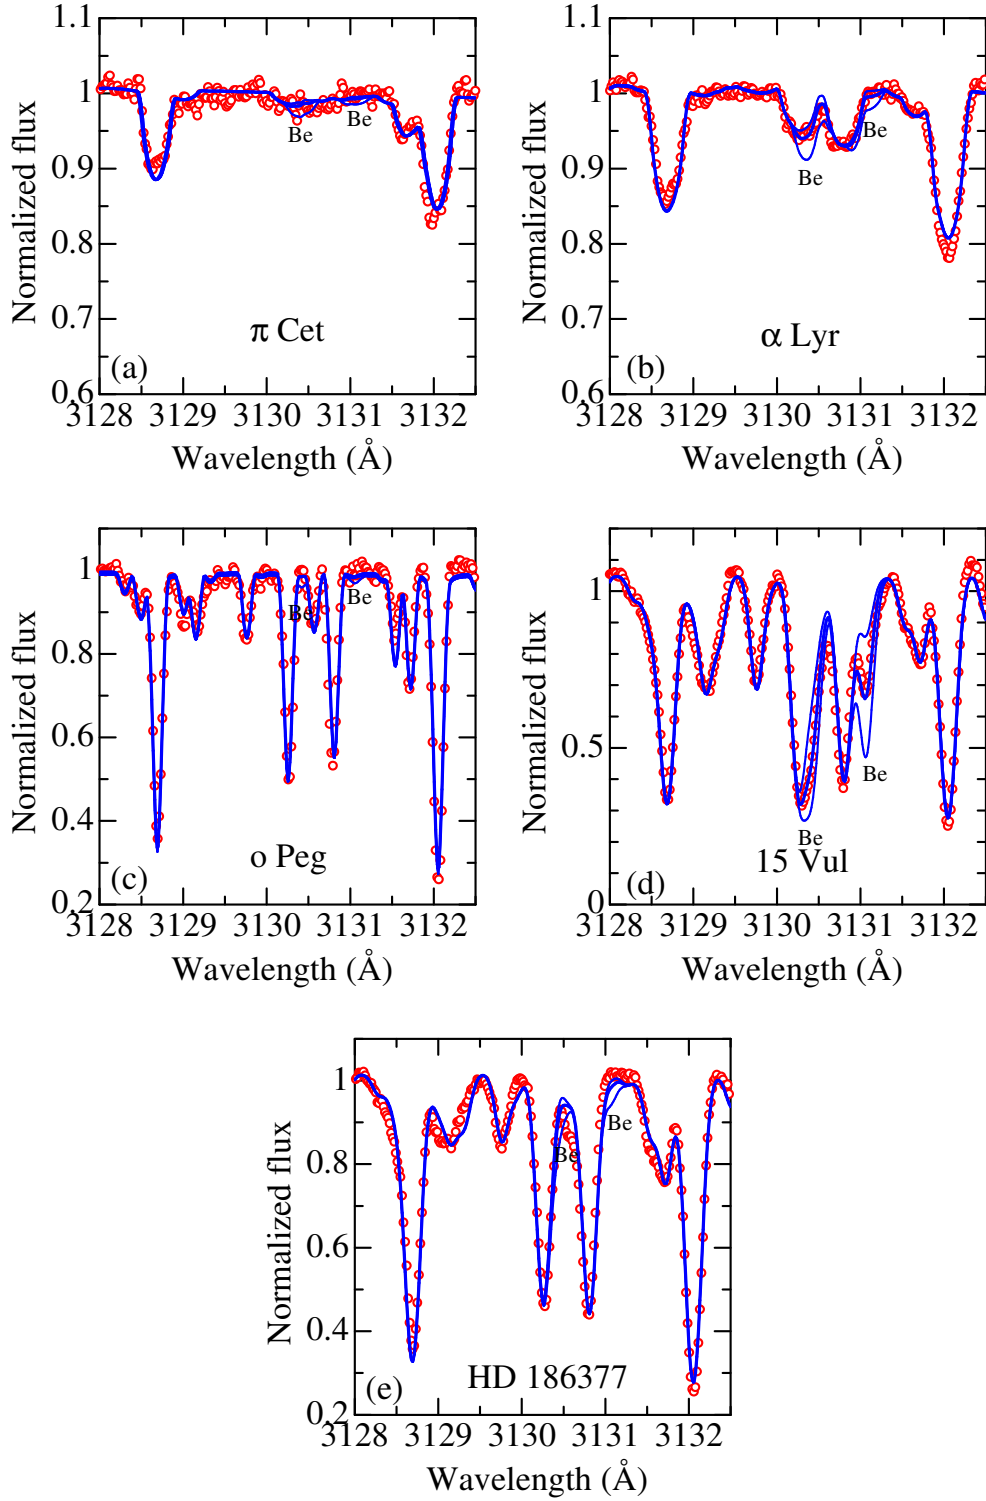 1.1
1
0.9
0.8
0.7
0.6
Normalized flux
Be
Be
π Cet
(a)
3128 3129 3130 3131 3132
Wavelength (Å)
1.1
1
0.9
0.8
0.7
0.6
Normalized flux
Be
Be
α Lyr
(b)
3128 3129 3130 3131 3132
Wavelength (Å)
1
0.8
0.6
0.4
0.2
Normalized flux
Be
Be
o Peg
(c)
3128 3129 3130 3131 3132
Wavelength (Å)
1
0.5
0
Normalized flux
Be
Be
15 Vul
(d)
3128 3129 3130 3131 3132
Wavelength (Å)
1
0.8
0.6
0.4
0.2
Normalized flux
Be
Be
HD 186377
(e)
3128 3129 3130 3131 3132
Wavelength (Å)